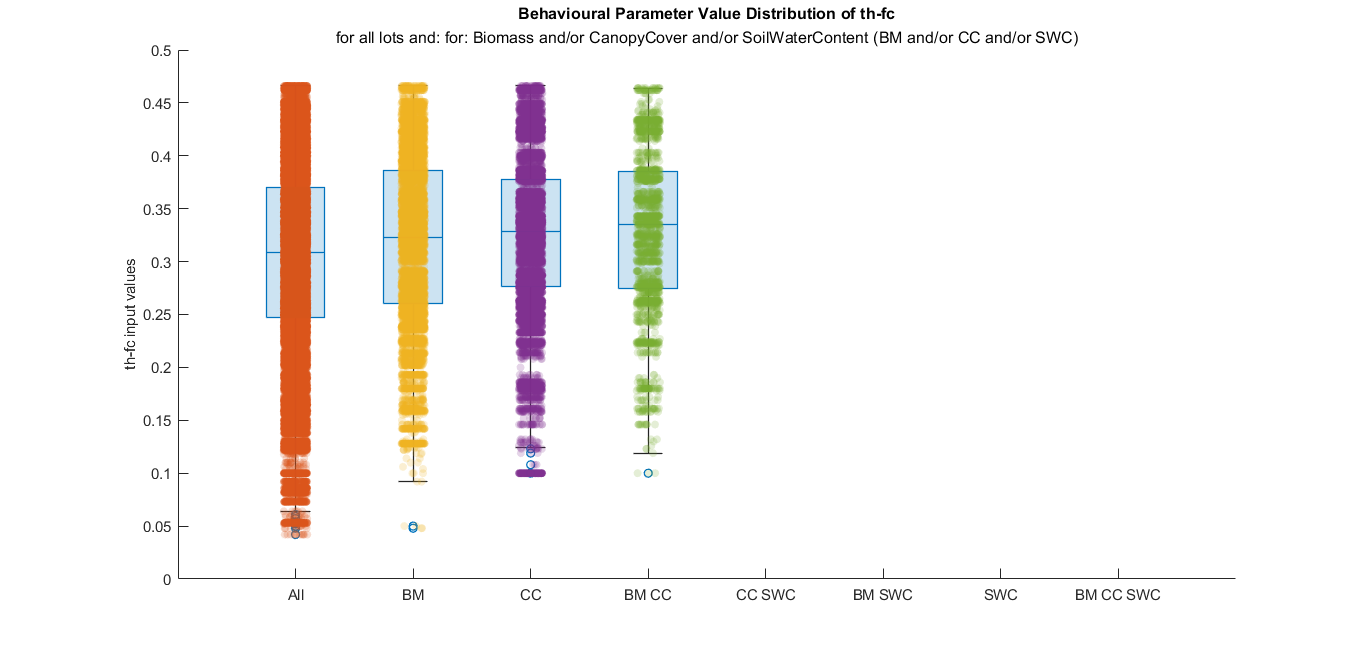 Behavioural Parameter Value Distribution of th-fc
for all lots and: for: Biomass and/or CanopyCover and/or SoilWaterContent (BM and/or CC and/or SWC)
0.5
0.45
0.4
0.35
0.3
0.25
0.2
0.15
0.1
0.05
0
th-fc input values
All BM CC BM CC CC SWC BM SWC SWC BM CC SWC